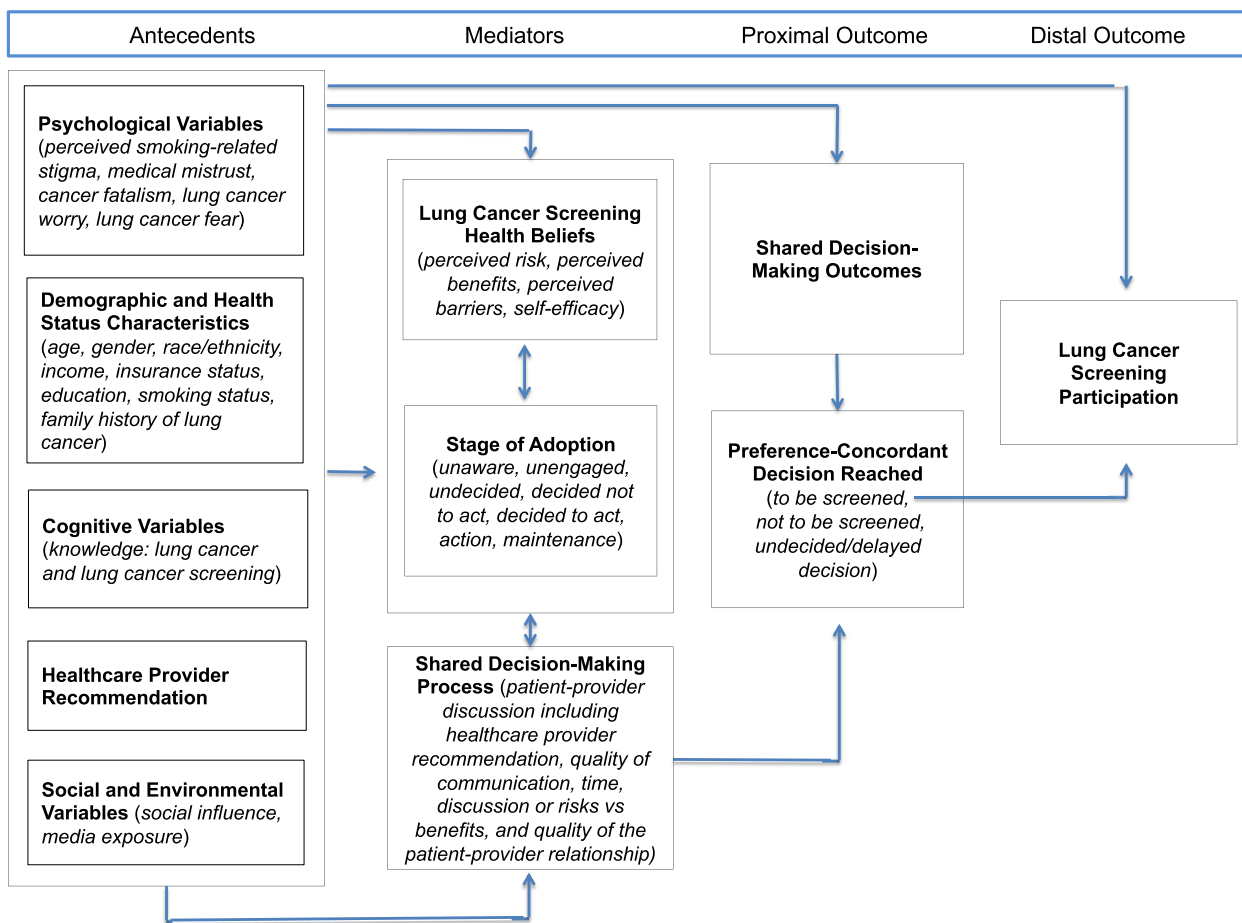 Antecedents
Mediators
Proximal Outcome
Distal Outcome
Psychological Variables
(perceived smoking-related
stigma, medical mistrust,
cancer fatalism, lung cancer
worry, lung cancer fear)
Demographic and Health
Status Characteristics
(age, gender, race/ethnicity,
income, insurance status,
education, smoking status,
family history of lung
cancer)
Cognitive Variables
(knowledge: lung cancer
and lung cancer screening)
Healthcare Provider
Recommendation
Social and Environmental
Variables (social influence,
media exposure)
Lung Cancer Screening
Health Beliefs
(perceived risk, perceived
benefits, perceived
barriers, self-efficacy)
Stage of Adoption
(unaware, unengaged,
undecided, decided not
to act, decided to act,
action, maintenance)
Shared Decision-Making
Process (patient-provider
discussion including
healthcare provider
recommendation, quality of
communication, time,
discussion or risks vs
benefits, and quality of the
patient-provider relationship)
Shared Decision-
Making Outcomes
Preference-Concordant
Decision Reached
(to be screened,
not to be screened,
undecided/delayed
decision)
Lung Cancer
Screening
Participation